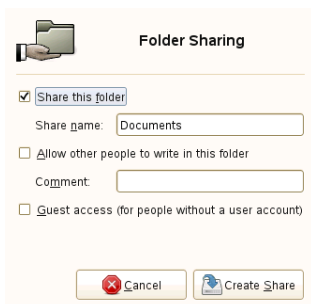 Folder Sharing
Share this folder
Share name: Documents
Allow other people to write in this folder
Comment:
Guest access (for people without a user account)
Cancel Create Share